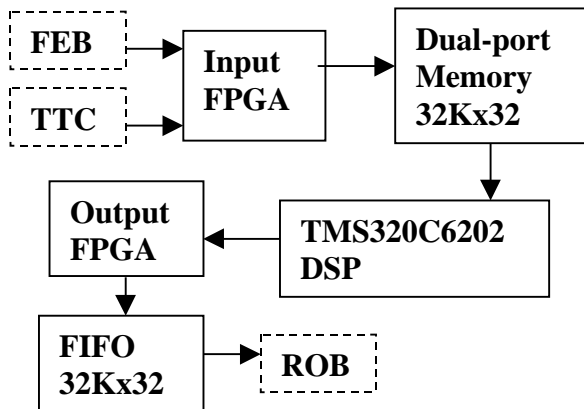 FEB
TTC
Input
FPGA
Dual-port
Memory
32Kx32
Output
FPGA
TMS320C6202
DSP
FIFO
32Kx32
ROB